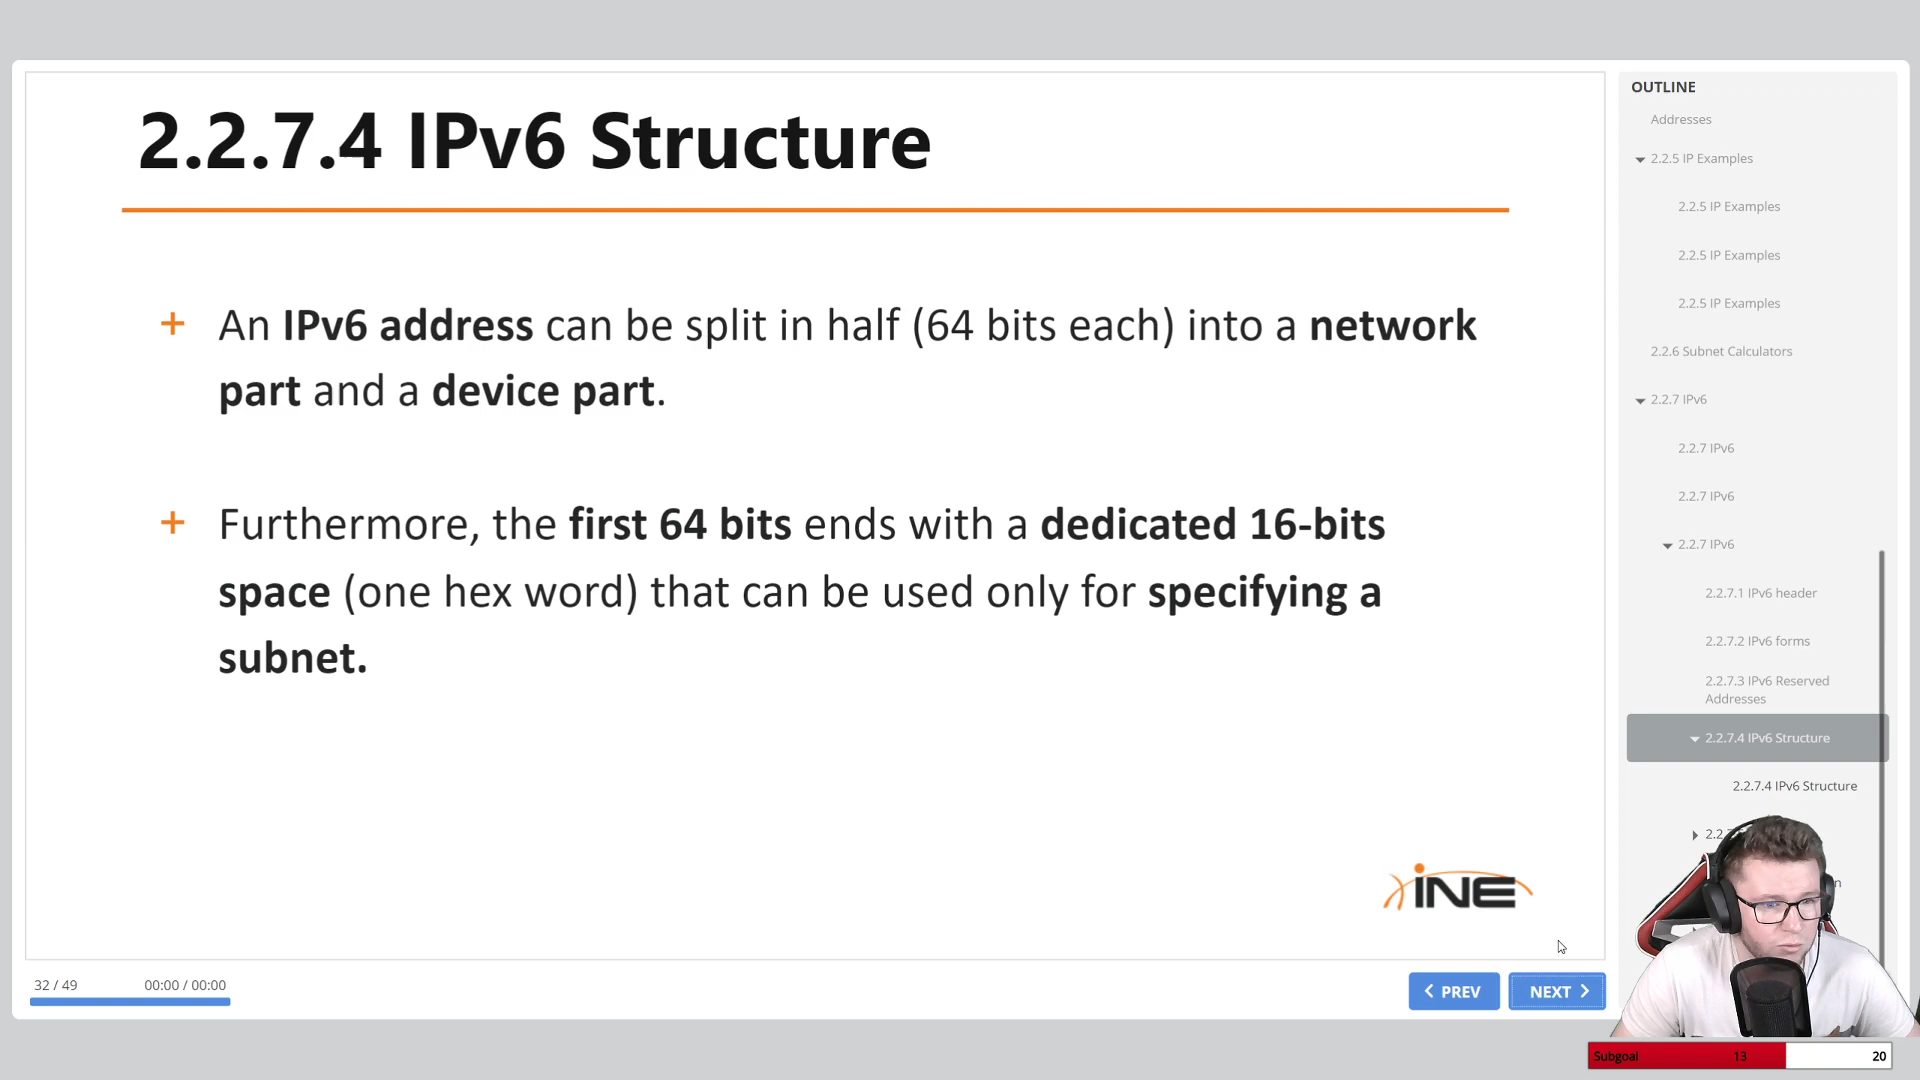 2.2.7.4 IPv6 Structure
+ An IPv6 address can be split in half (64 bits each) into a network
part and a device part.
+ Furthermore, the first 64 bits ends with a dedicated 16-bits
space (one hex word) that can be used only for specifying a
subnet.
iNE
32 / 49
00:00 / 00:00
PREV
NEXT
OUTLINE
Addresses
2.2.5 IP Examples
2.2.5 IP Examples
2.2.5 IP Examples
2.2.5 IP Examples
2.2.6 Subnet Calculators
2.2.7 IPv6
2.2.7 IPv6
2.2.7 IPv6
2.2.7 IPv6
2.2.7.1 IPv6 header
2.2.7.2 IPv6 forms
2.2.7.3 IPv6 Reserved
Addresses
2.2.7.4 IPv6 Structure
2.2.7.4 IPv6 Structure
Subgoal 13 20